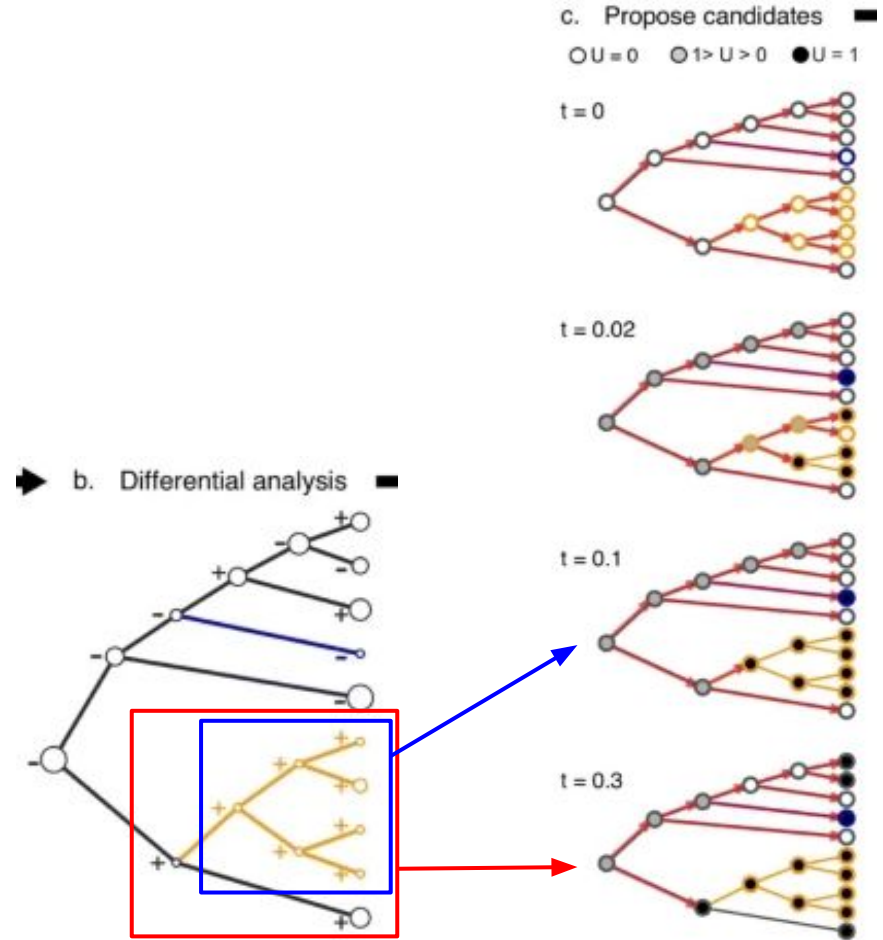 c. Propose candidates
U = 0 1> U > 0 U = 1
t = 0
t = 0.02
b. Differential analysis
+
-
-
+
+
-
-
-
-
+
+
-
+
+
+
+
+
+
+
t = 0.1
t = 0.3